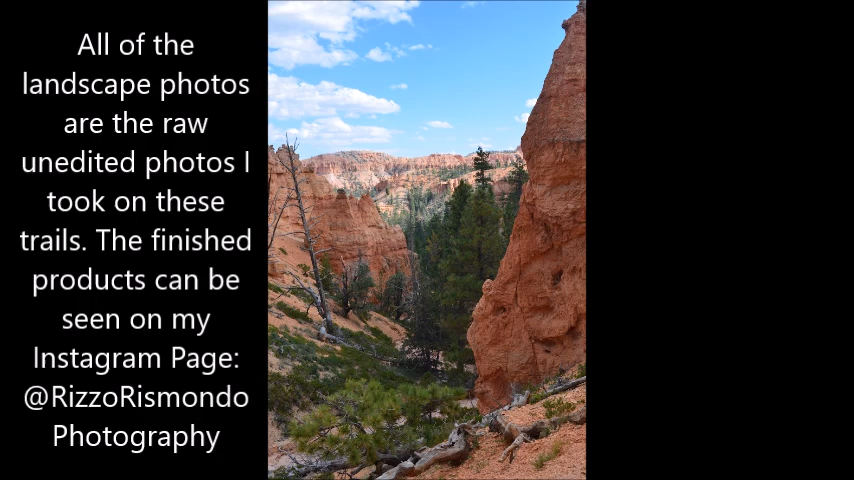 All of the
landscape photos
are the raw
unedited photos I
took on these
trails. The finished
products can be
seen on my
Instagram Page:
@RizzoRismondo
Photography